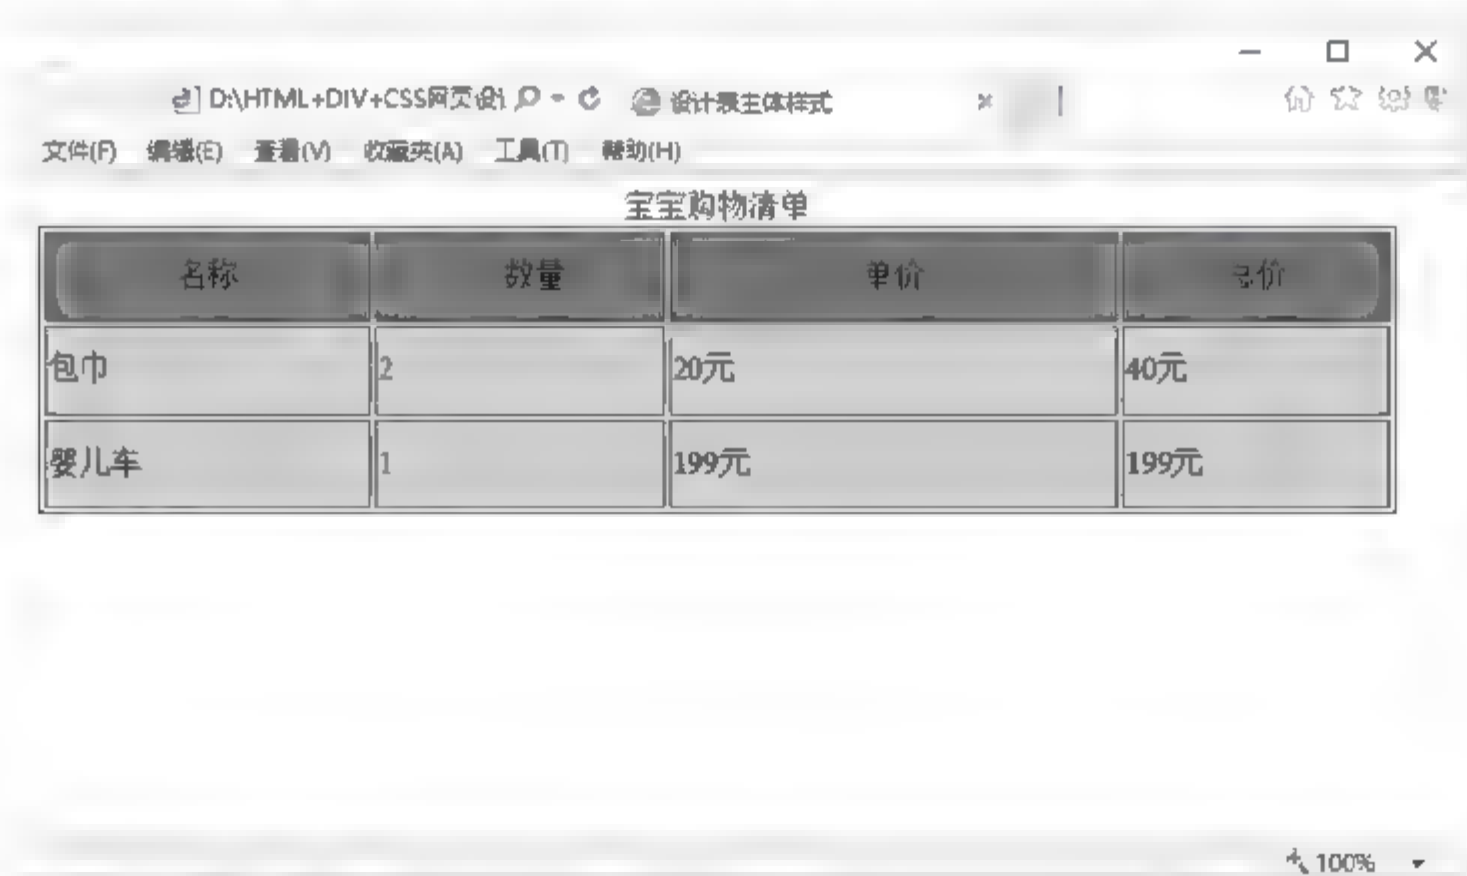 D:\HTML+DIV+CSS网页设计 设计表主体样式
文件(F) 编辑(E) 查看(V) 收藏夹(A) 工具(T) 帮助(H)
宝宝购物清单
名称 数量 单价 总价
包巾 2 20元 40元
婴儿车 1 199元 199元
100%